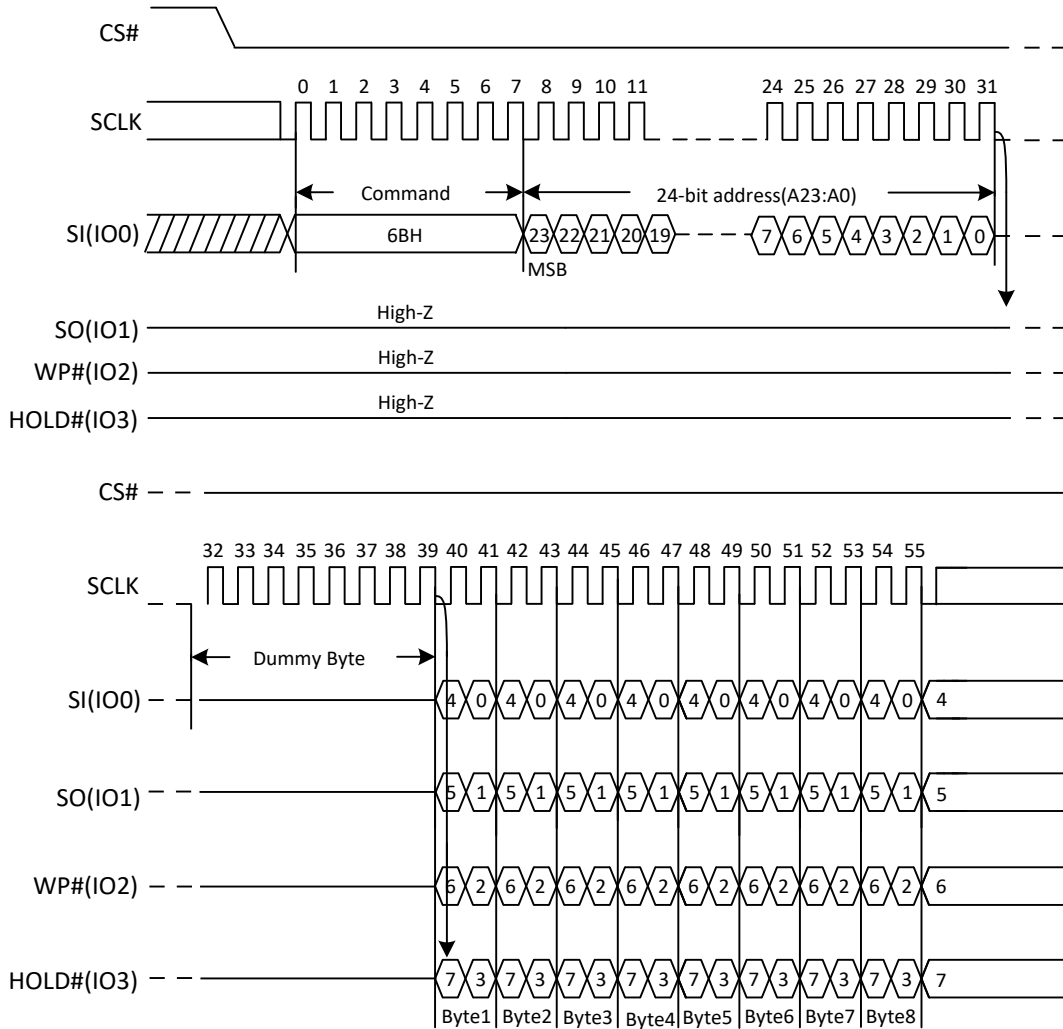 CS#
0 1 2 3 4 5 6 7 8 9 10 11 24 25 26 27 28 29 30 31
SCLK
Command 24-bit address(A23:A0)
SI(IO0) 6BH 23 22 21 20 19 7 6 5 4 3 2 1 0
MSB
High-Z
SO(IO1)
High-Z
WP#(IO2)
High-Z
HOLD#(IO3)
CS#
32 33 34 35 36 37 38 39 40 41 42 43 44 45 46 47 48 49 50 51 52 53 54 55
SCLK
Dummy Byte
SI(IO0) 4 0 4 0 4 0 4 0 4 0 4 0 4 0 4 0 4
SO(IO1) 5 1 5 1 5 1 5 1 5 1 5 1 5 1 5 1 5
WP#(IO2) 6 2 6 2 6 2 6 2 6 2 6 2 6 2 6 2 6
HOLD#(IO3) 7 3 7 3 7 3 7 3 7 3 7 3 7 3 7 3 7
Byte1 Byte2 Byte3 Byte4 Byte5 Byte6 Byte7 Byte8